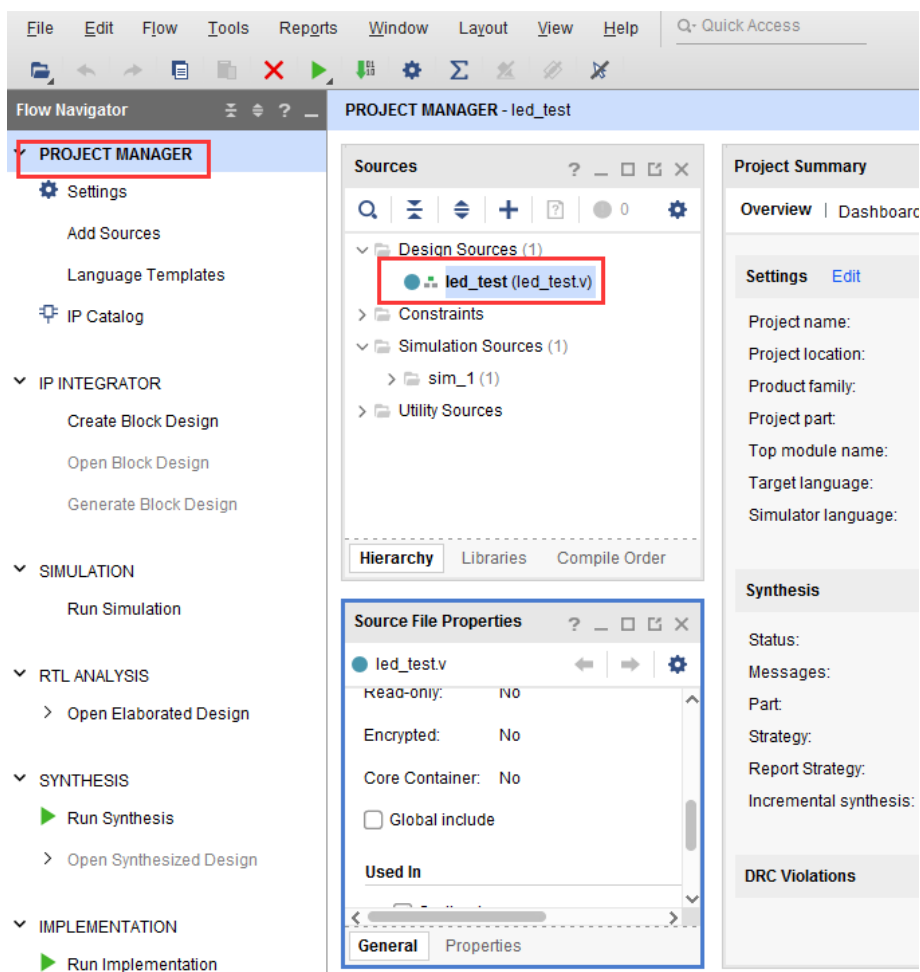 File Edit Flow Tools Reports Window Layout View Help Q- Quick Access
Flow Navigator ? PROJECT MANAGER - led_test
PROJECT MANAGER
Settings
Add Sources
Language Templates
IP Catalog
IP INTEGRATOR
Create Block Design
Open Block Design
Generate Block Design
SIMULATION
Run Simulation
RTL ANALYSIS
Open Elaborated Design
SYNTHESIS
Run Synthesis
Open Synthesized Design
IMPLEMENTATION
Run Implementation
Sources ?
? 0
Design Sources (1)
led_test (led_test.v)
Constraints
Simulation Sources (1)
sim_1 (1)
Utility Sources
Hierarchy Libraries Compile Order
Source File Properties ?
led_test.v
Read-only: No
Encrypted: No
Core Container: No
Global include
Used In
General Properties
Project Summary
Overview | Dashboard
Settings Edit
Project name:
Project location:
Product family:
Project part:
Top module name:
Target language:
Simulator language:
Synthesis
Status:
Messages:
Part:
Strategy:
Report Strategy:
Incremental synthesis:
DRC Violations